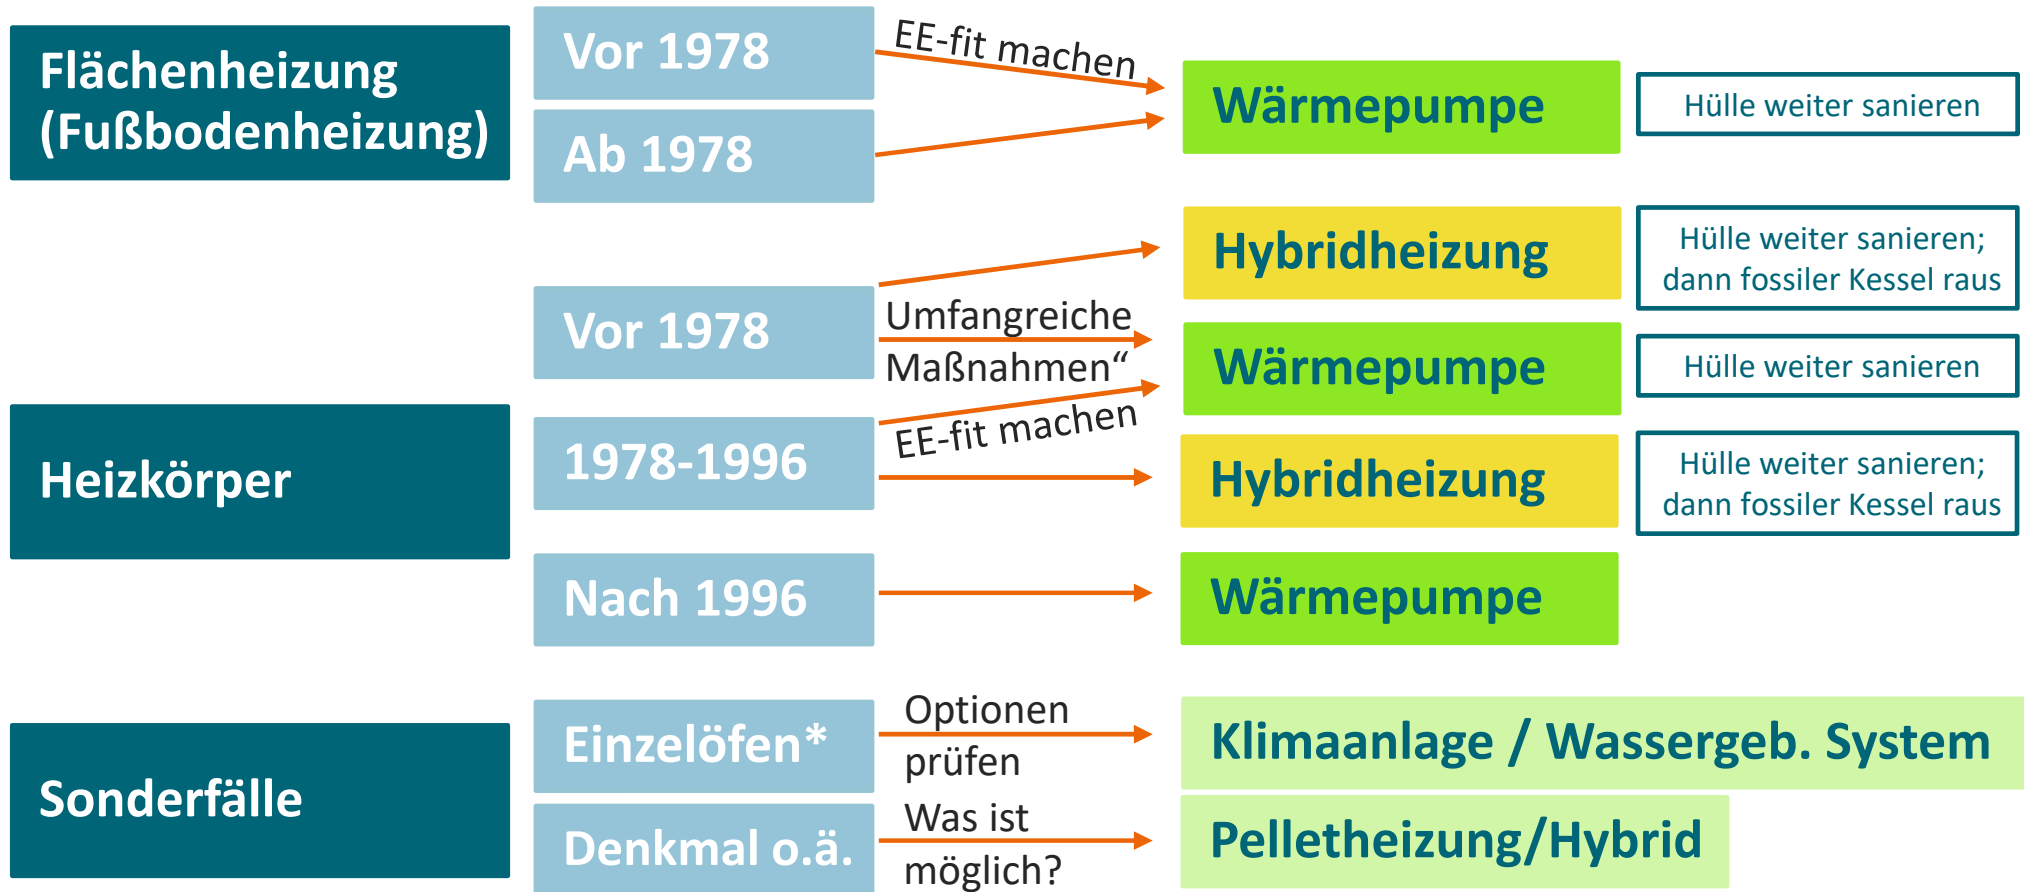 Flächenheizung
(Fußbodenheizung)
Vor 1978
EE-fit machen
Ab 1978
Wärmepumpe
Hülle weiter sanieren
Heizkörper
Vor 1978
Hybridheizung
Hülle weiter sanieren;
dann fossiler Kessel raus
Umfangreiche
Maßnahmen“
Wärmepumpe
Hülle weiter sanieren
1978-1996
EE-fit machen
Hybridheizung
Hülle weiter sanieren;
dann fossiler Kessel raus
Nach 1996
Wärmepumpe
Sonderfälle
Einzelöfen*
Optionen
prüfen
Klimaanlage / Wassergeb. System
Denkmal o.ä.
Was ist
möglich?
Pelletheizung/Hybrid